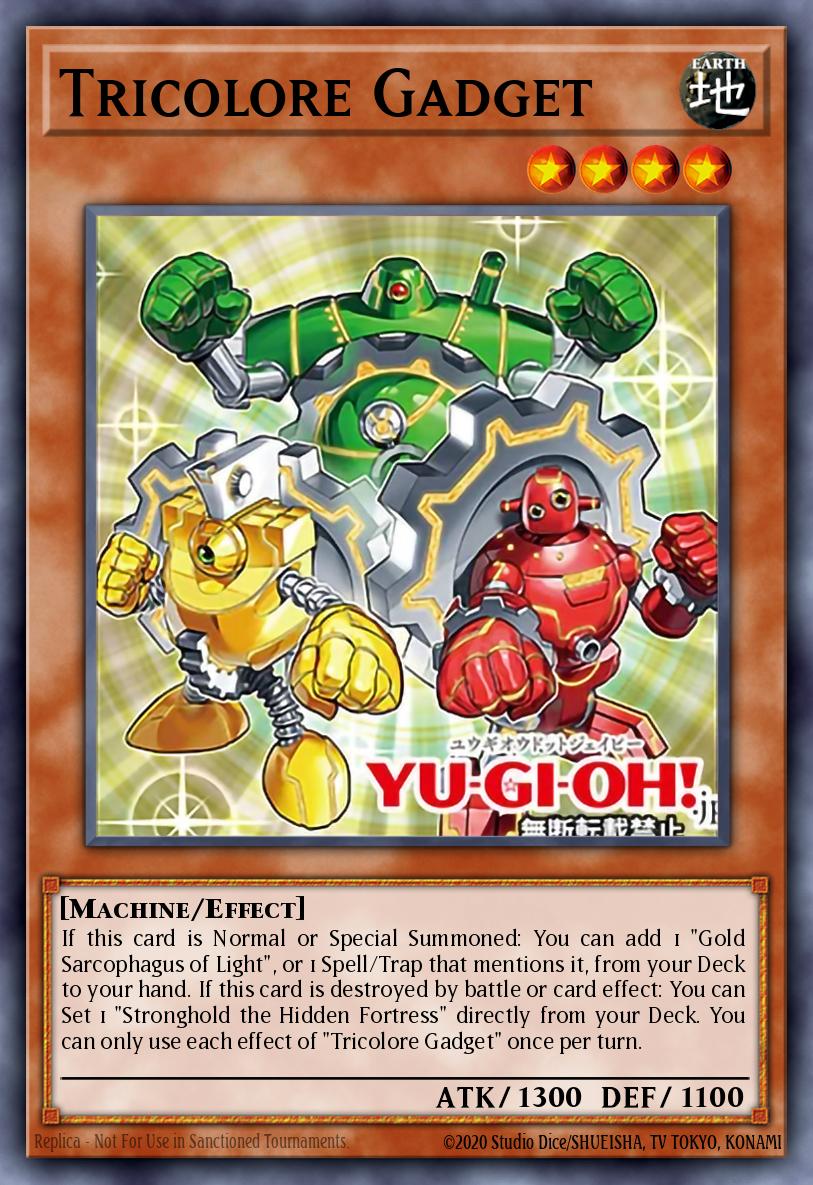 TRICOLORE GADGET
EARTH
地
ユウギオウドットジェイピー
YU-GI-OH!
.jp
無断転載禁止
[MACHINE/EFFECT]
If this card is Normal or Special Summoned: You can add 1 "Gold
Sarcophagus of Light", or 1 Spell/Trap that mentions it, from your Deck
to your hand. If this card is destroyed by battle or card effect: You can
Set 1 "Stronghold the Hidden Fortress" directly from your Deck. You
can only use each effect of "Tricolore Gadget" once per turn.
ATK/ 1300 DEF/ 1100
Replica - Not For Use in Sanctioned Tournaments.
©2020 Studio Dice/SHUEISHA, TV TOKYO, KONAMI